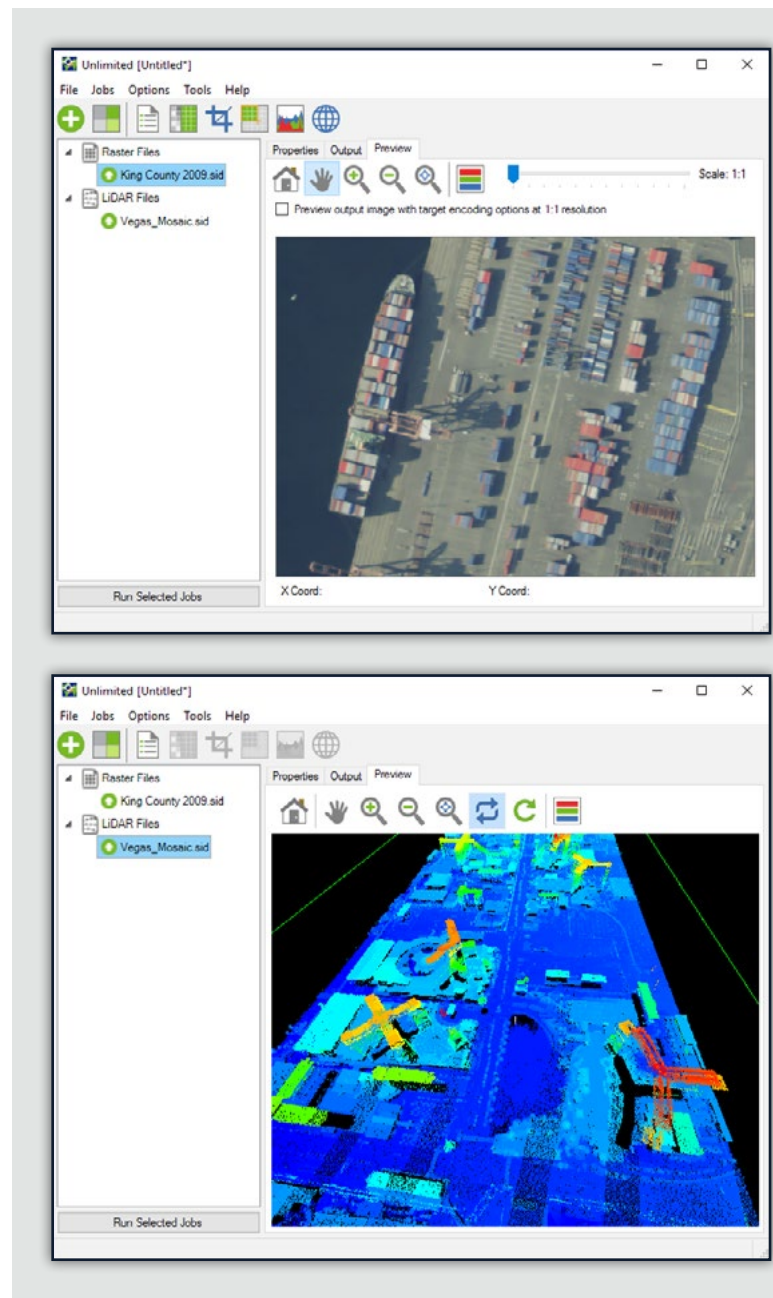 Unlimited [Untitled*]
File Jobs Options Tools Help
Raster Files
King County 2009.sid
LiDAR Files
Vegas_Mosaic.sid
Run Selected Jobs
Properties Output Preview
Scale: 1:1
Preview output image with target encoding options at 1:1 resolution
X Coord: Y Coord:
Unlimited [Untitled*]
File Jobs Options Tools Help
Raster Files
King County 2009.sid
LiDAR Files
Vegas_Mosaic.sid
Run Selected Jobs
Properties Output Preview